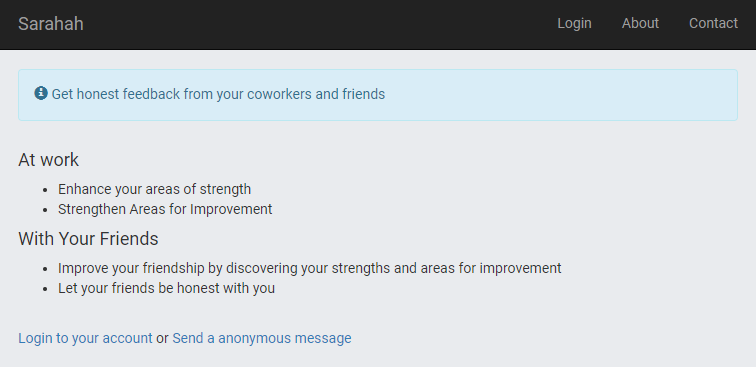 Sarahah Login About Contact
Get honest feedback from your coworkers and friends
At work
Enhance your areas of strength
Strengthen Areas for Improvement
With Your Friends
Improve your friendship by discovering your strengths and areas for improvement
Let your friends be honest with you
Login to your account or Send a anonymous message